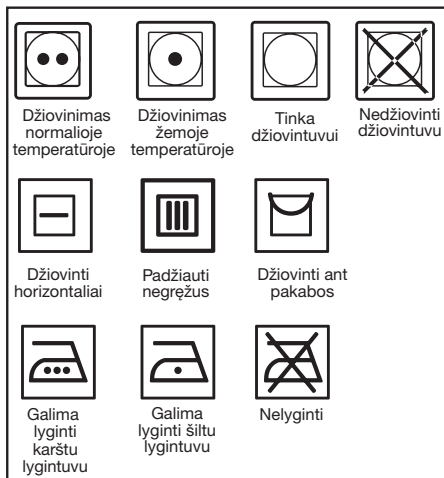 Džiovinimas
normalioje
temperatūroje
Džiovinimas
žemoje
temperatūroje
Tinka
džiovintuvui
Nedžiovinti
džiovintuvu
Džiovinti
horizontaliai
Padžiauti
negręžus
Džiovinti ant
pakabos
Galima
lyginti
karštu
lygintuvu
Galima
lyginti šiltu
lygintuvu
Nelyginti